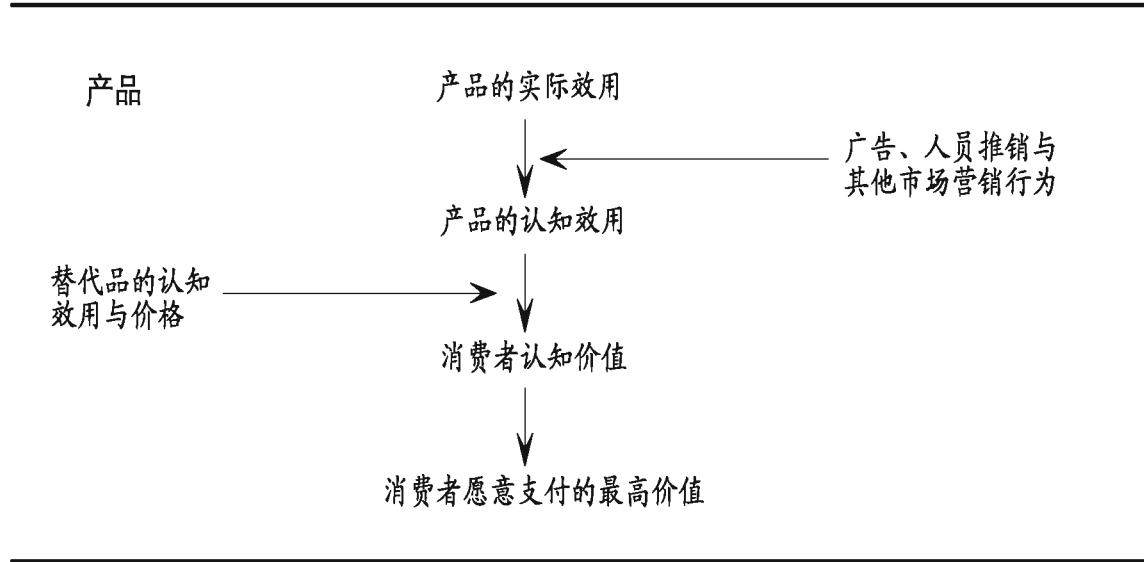 产品
产品的实际效用
广告、人员推销与
其他市场营销行为
产品的认知效用
替代品的认知
效用与价格
消费者认知价值
消费者愿意支付的最高价值